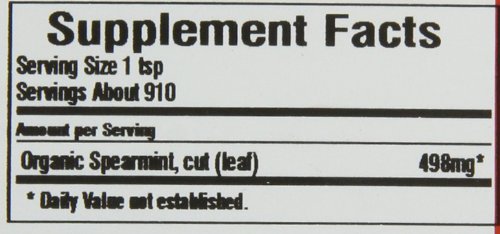 Supplement Facts
Serving Size 1 tsp
Servings About 910
Amount per Serving
Organic Spearmint, cut (leaf) 498mg*
* Daily Value not established.